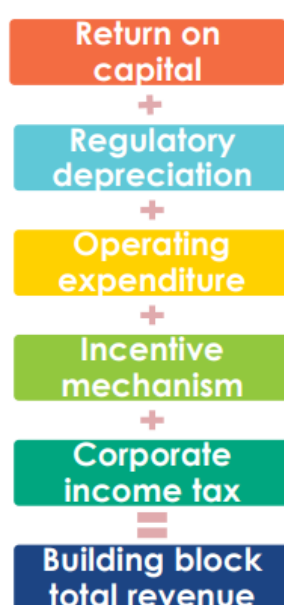 Return on
capital
+
Regulatory
depreciation
+
Operating
expenditure
+
Incentive
mechanism
+
Corporate
income tax
=
Building block
total revenue